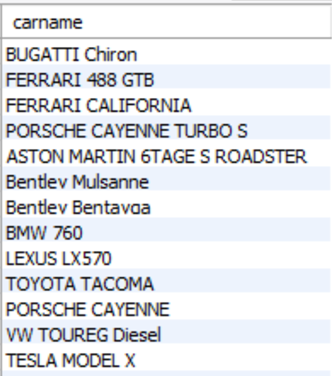 carname
BUGATTI Chiron
FERRARI 488 GTB
FERRARI CALIFORNIA
PORSCHE CAYENNE TURBO S
ASTON MARTIN 6TAGE S ROADSTER
Bentley Mulsanne
Bentley Bentayga
BMW 760
LEXUS LX570
TOYOTA TACOMA
PORSCHE CAYENNE
VW TOUREG Diesel
TESLA MODEL X